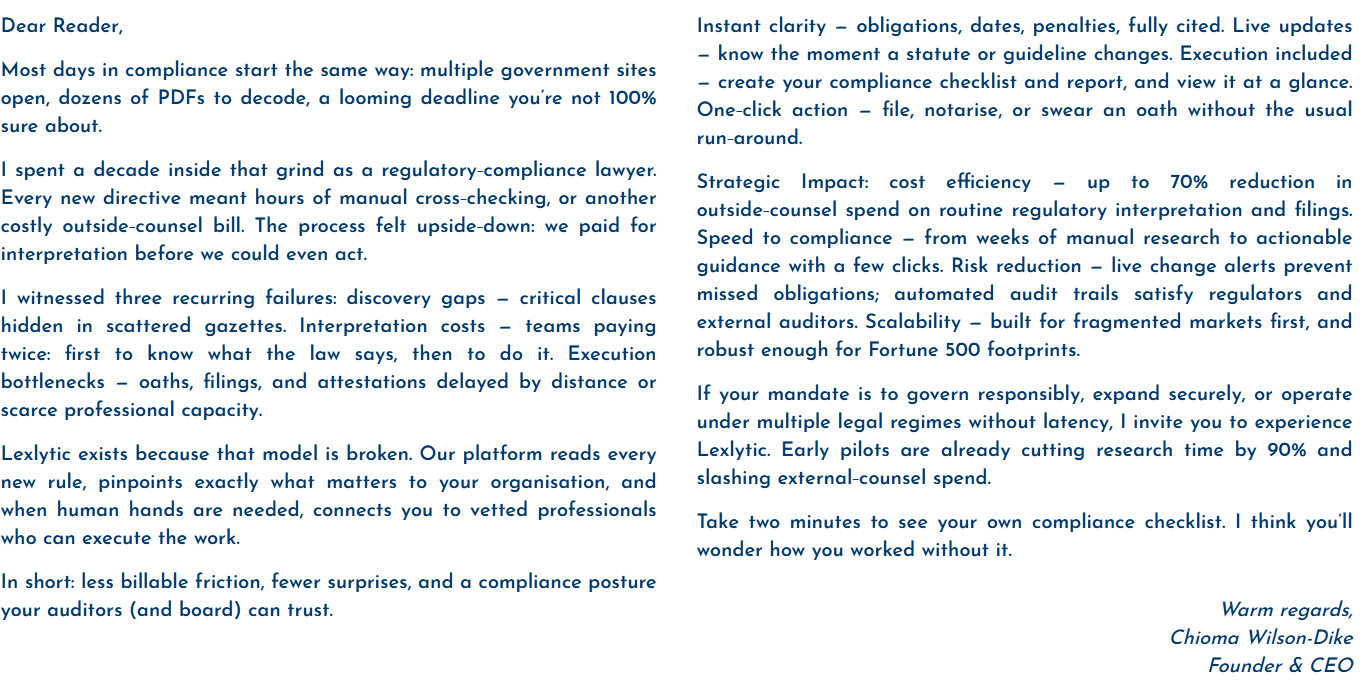 Dear Reader,
Most days in compliance start the same way: multiple government sites
open, dozens of PDFs to decode, a looming deadline you're not 100%
sure about.
I spent a decade inside that grind as a regulatory-compliance lawyer.
Every new directive meant hours of manual cross-checking, or another
costly outside-counsel bill. The process felt upside-down: we paid for
interpretation before we could even act.
I witnessed three recurring failures: discovery gaps – critical clauses
hidden in scattered gazettes. Interpretation costs – teams paying
twice: first to know what the law says, then to do it. Execution
bottlenecks – oaths, filings, and attestations delayed by distance or
scarce professional capacity.
Lexlytic exists because that model is broken. Our platform reads every
new rule, pinpoints exactly what matters to your organisation, and
when human hands are needed, connects you to vetted professionals
who can execute the work.
In short: less billable friction, fewer surprises, and a compliance posture
your auditors (and board) can trust.
Instant clarity – obligations, dates, penalties, fully cited. Live updates
– know the moment a statute or guideline changes. Execution included
– create your compliance checklist and report, and view it at a glance.
One-click action – file, notarise, or swear an oath without the usual
run-around.
Strategic Impact: cost efficiency – up to 70% reduction in
outside-counsel spend on routine regulatory interpretation and filings.
Speed to compliance – from weeks of manual research to actionable
guidance with a few clicks. Risk reduction – live change alerts prevent
missed obligations; automated audit trails satisfy regulators and
external auditors. Scalability – built for fragmented markets first, and
robust enough for Fortune 500 footprints.
If your mandate is to govern responsibly, expand securely, or operate
under multiple legal regimes without latency, I invite you to experience
Lexlytic. Early pilots are already cutting research time by 90% and
slashing external-counsel spend.
Take two minutes to see your own compliance checklist. I think you'll
wonder how you worked without it.
Warm regards,
Chioma Wilson-Dike
Founder & CEO